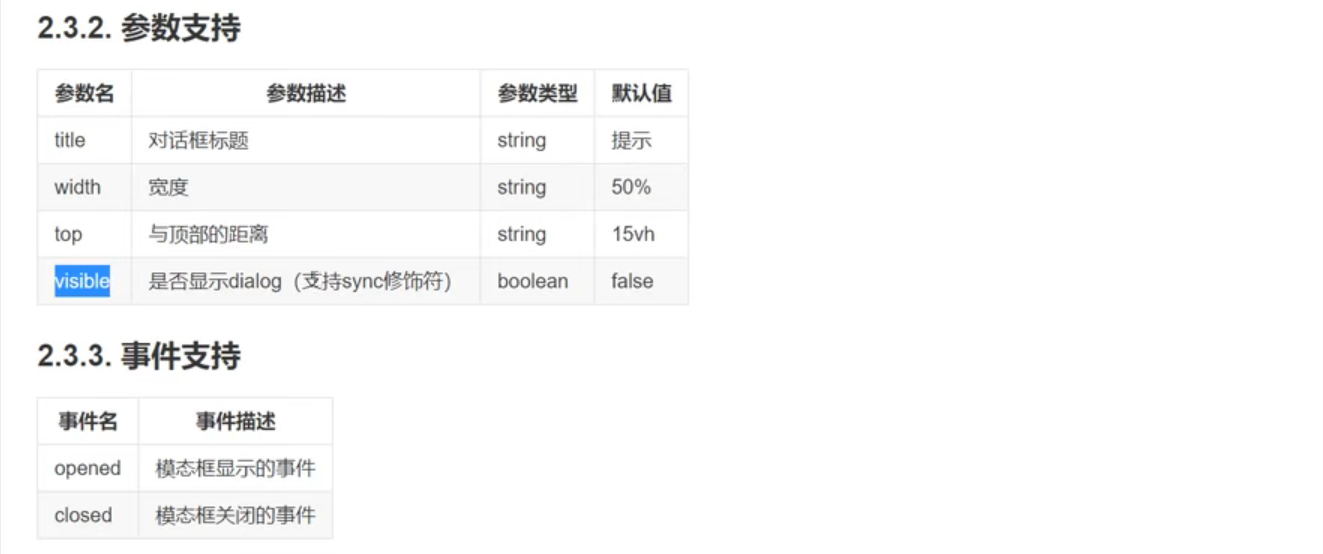 2.3.2. 参数支持
参数名 参数描述 参数类型 默认值
title 对话框标题 string 提示
width 宽度 string 50%
top 与顶部的距离 string 15vh
visible 是否显示dialog（支持sync修饰符） boolean false
2.3.3. 事件支持
事件名 事件描述
opened 模态框显示的事件
closed 模态框关闭的事件